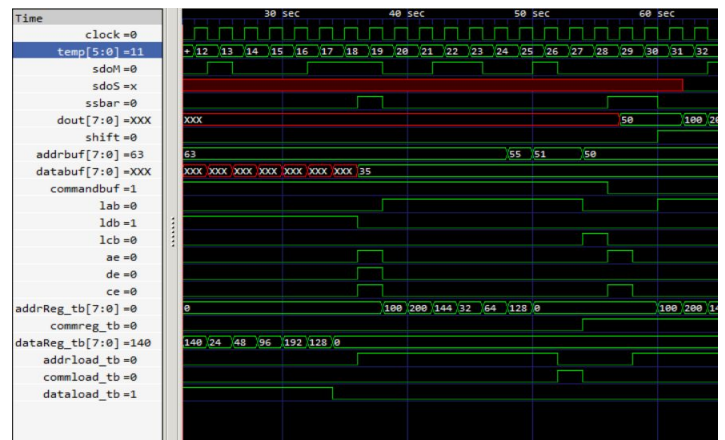 Time 30 sec 40 sec 50 sec 60 sec
clock =0
temp[5:0] =11 + 12 13 14 15 16 17 18 19 20 21 22 23 24 25 26 27 28 29 30 31 32
sdoM =0
sdoS =x
ssbar =0
dout[7:0] =XXX XXX 50 100 20
shift =0
addrbuf[7:0] =63 63 55 51 50
databuf[7:0] =XXX XXX XXX XXX XXX XXX XXX XXX 35
commandbuf =1
lab =0
ldb =1
lcb =0
ae =0
de =0
ce =0
addrReg_tb[7:0] =0 0 100 200 144 32 64 128 0 100 200 14
commreg_tb =0
dataReg_tb[7:0] =140 140 24 48 96 192 128 0
addrload_tb =0
commload_tb =0
dataload_tb =1